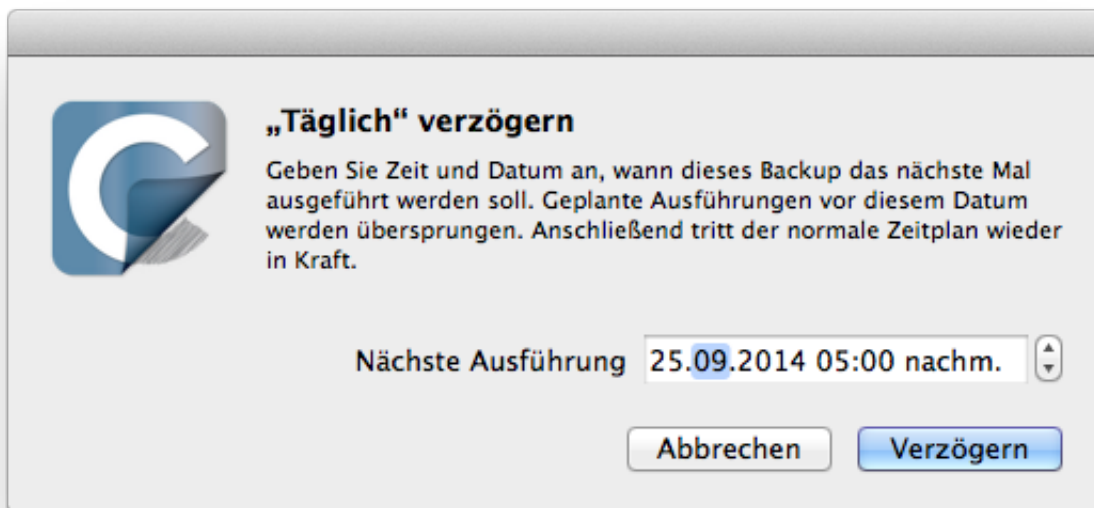 „Täglich“ verzögern
Geben Sie Zeit und Datum an, wann dieses Backup das nächste Mal
ausgeführt werden soll. Geplante Ausführungen vor diesem Datum
werden übersprungen. Anschließend tritt der normale Zeitplan wieder
in Kraft.
Nächste Ausführung 25.09.2014 05:00 nachm.
Abbrechen Verzögern